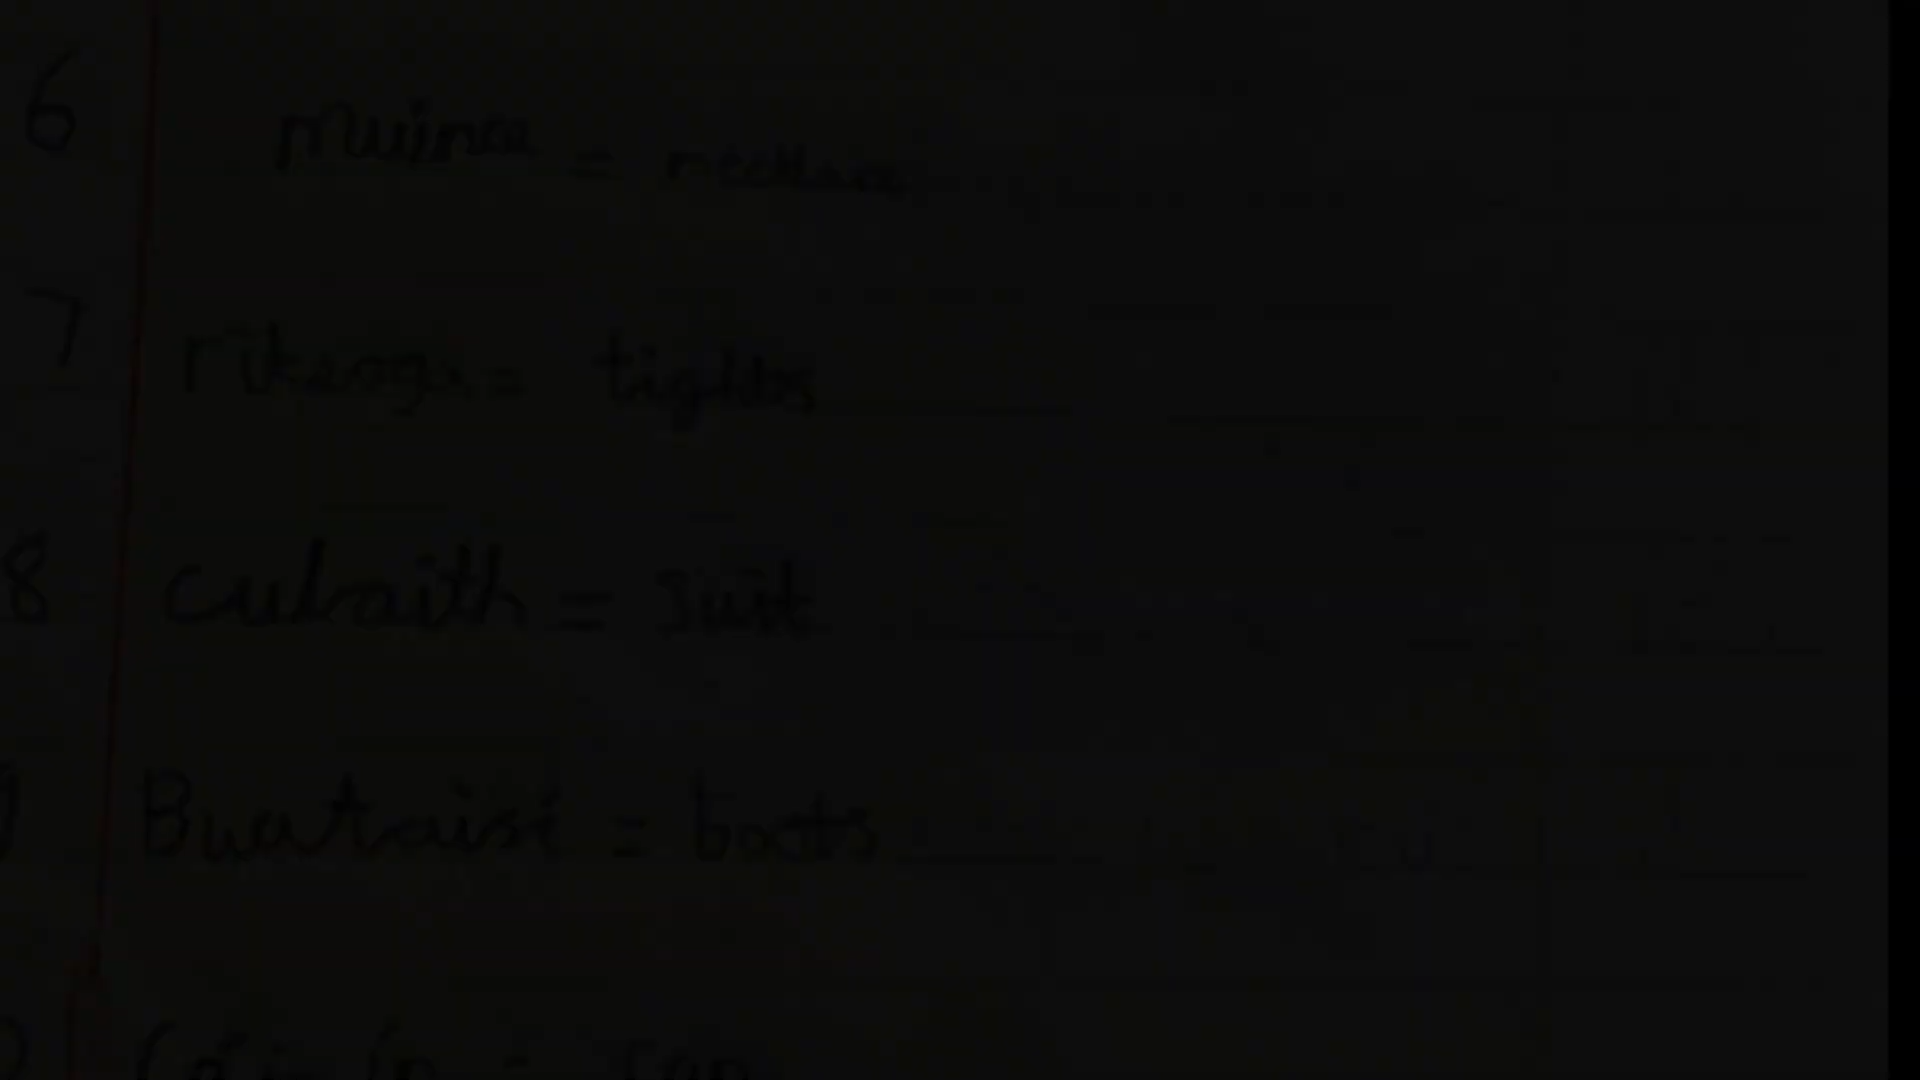 6 muince = necklace
7 = tights
8 culaith = suit
Buataisí = boots